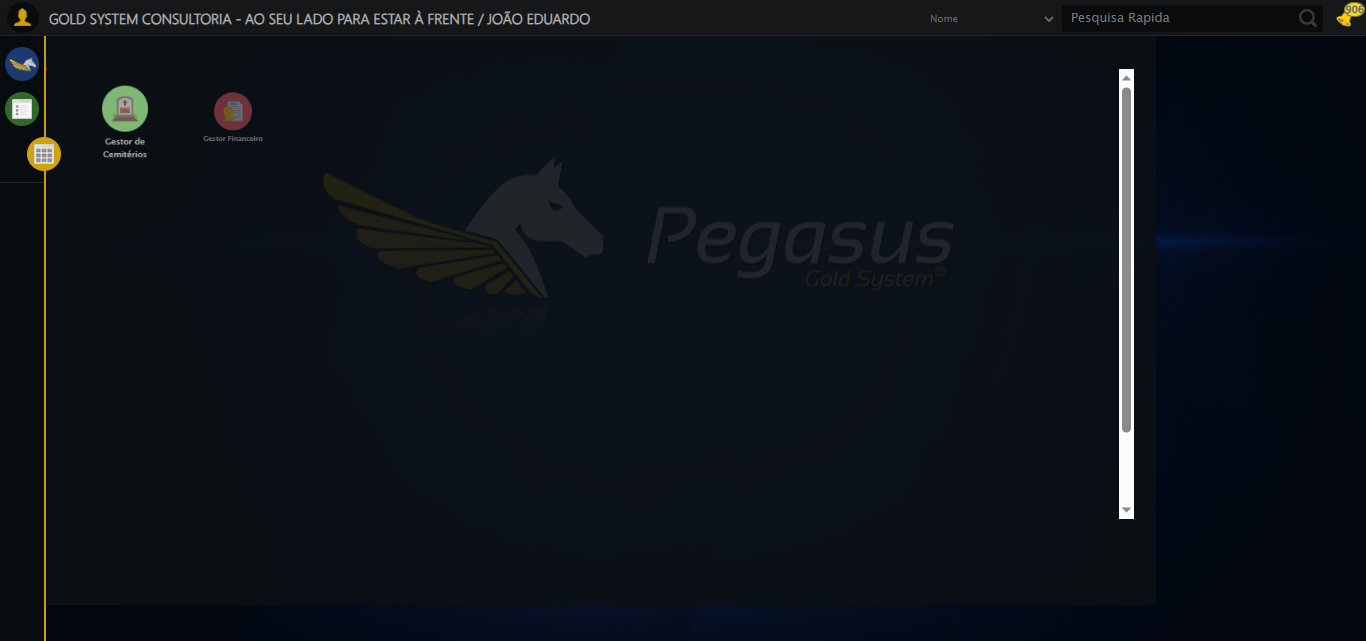 GOLD SYSTEM CONSULTORIA - AO SEU LADO PARA ESTAR À FRENTE / JOÃO EDUARDO
Nome
Pesquisa Rapida
906
Gestor de
Cemitérios
Gestor Financeiro
Pegasus
Gold System®